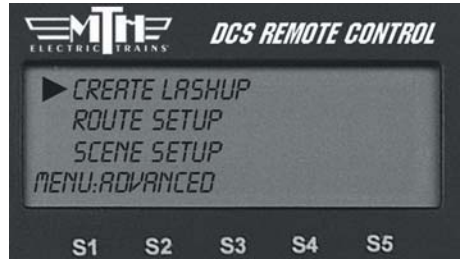 MTH
ELECTRIC TRAINS
DCS REMOTE CONTROL
CREATE LASHUP
ROUTE SETUP
SCENE SETUP
MENU:ADVANCED
S1 S2 S3 S4 S5